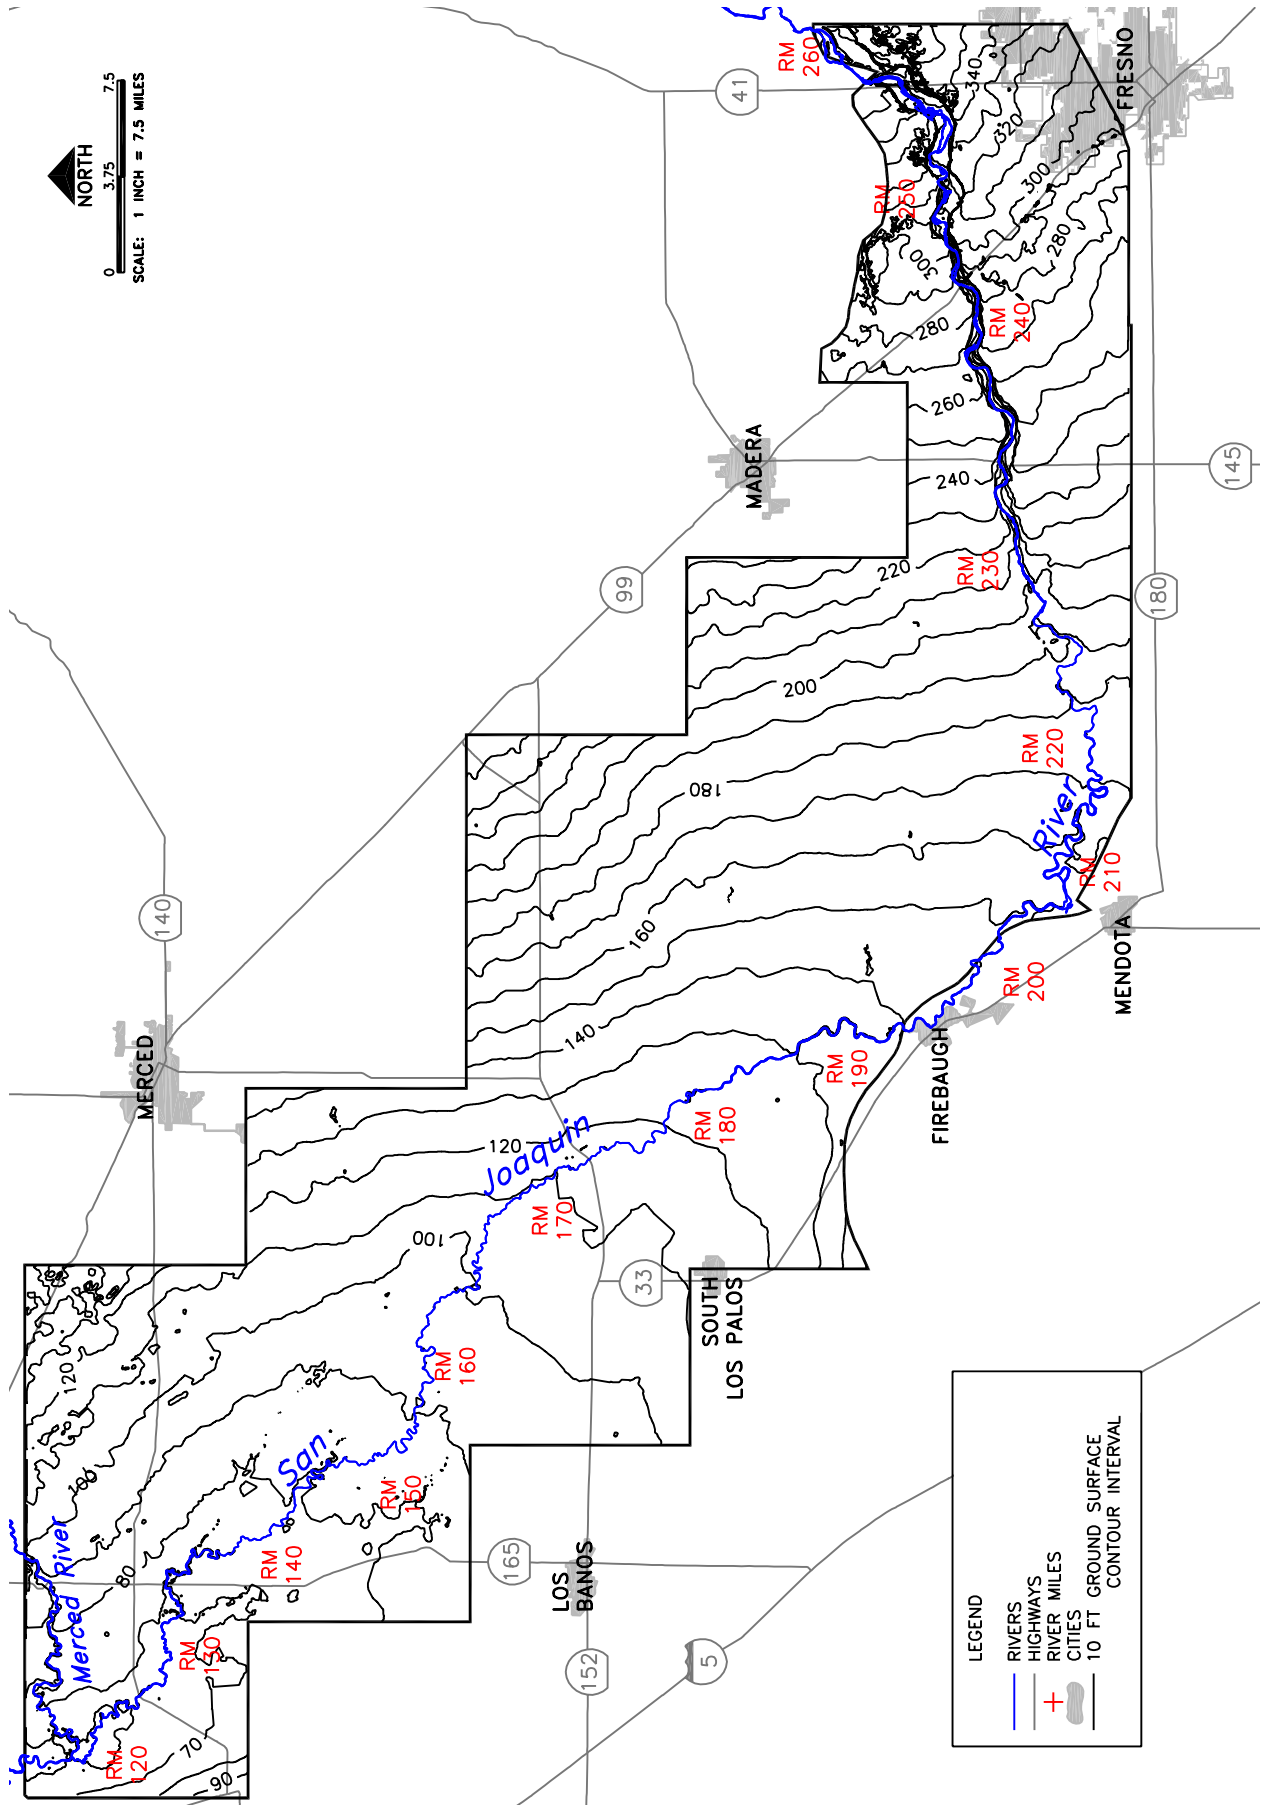 NORTH
0 3.75 7.5
SCALE: 1 INCH = 7.5 MILES
41
RM
260
340
FRESNO
320
300
RM
250
280
300
RM
240
280
260
MADERA
240
145
220
RM
230
99
180
200
RM
220
180
River
RM
210
140
160
MENDOTA
RM
200
MERCED
140
FIREBAUGH
RM
190
RM
180
120
Joaquin
RM
170
100
33
SOUTH
LOS PALOS
120
RM
160
100
San
RM
150
Merced River
80
RM
140
165
LOS
BANOS
RM
130
152
5
70
RM
120
90
LEGEND
RIVERS
HIGHWAYS
RIVER MILES
CITIES
10 FT GROUND SURFACE
CONTOUR INTERVAL